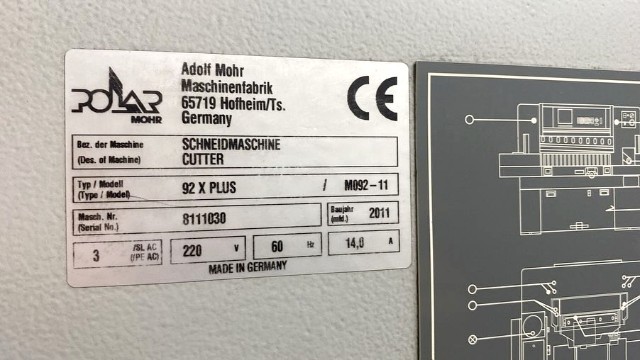 POLAR
MOHR
Adolf Mohr
Maschinenfabrik
65719 Hofheim/Ts.
Germany
CE
Bez. der Maschine
(Des. of Machine)
SCHNEIDMASCHINE
CUTTER
Typ / Modell
(Type / Model)
92 X PLUS / M092-11
Masch. Nr.
(Serial No.)
8111030
Baujahr
(mfd.)
2011
3 /SL AC
(/PE AC)
220 V
60 Hz
14,0 A
MADE IN GERMANY